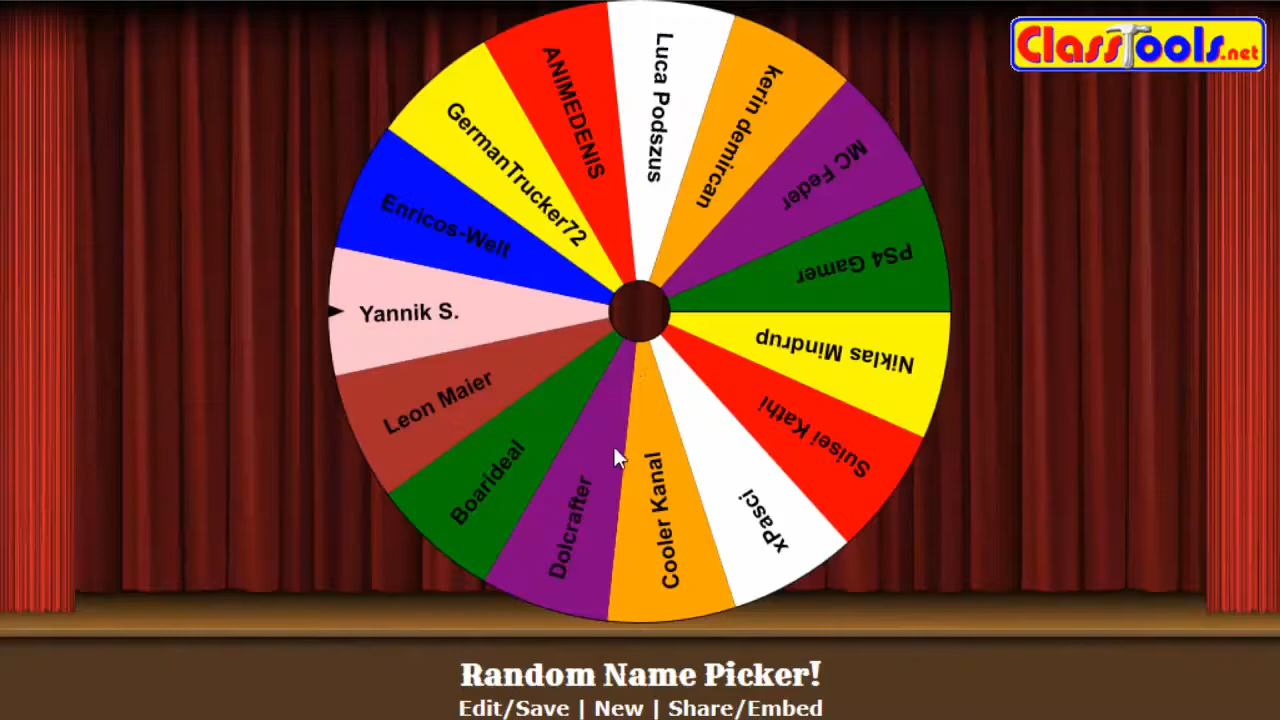 ClassTools.net
Luca Podszus
kerin demircan
MC Feder
PS4 Gamer
Niklas Mindrup
Suisei Kathi
xPasci
Cooler Kanal
Dolcrafter
Boarideal
Leon Maier
Yannik S.
Enricos-Welt
GermanTrucker72
ANIMEDENIS
Random Name Picker!
Edit/Save | New | Share/Embed